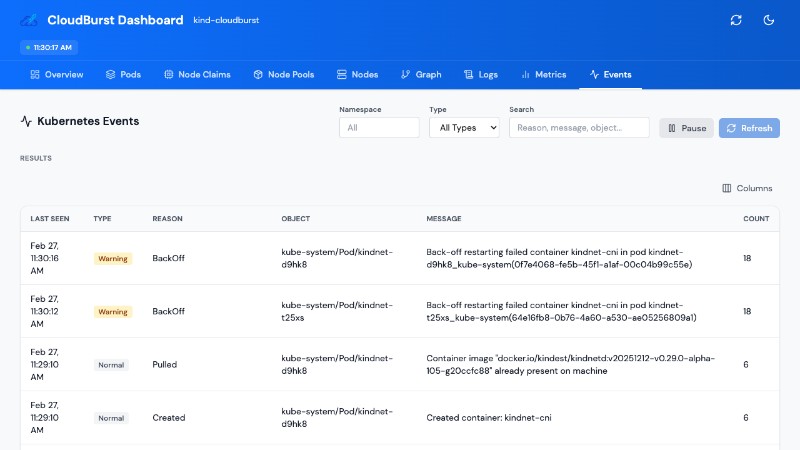 CloudBurst Dashboard kind-cloudburst
11:30:17 AM
Overview Pods Node Claims Node Pools Nodes Graph Logs Metrics Events
Kubernetes Events
Namespace Type Search
All All Types Reason, message, object... Pause Refresh
RESULTS
Columns
LAST SEEN TYPE REASON OBJECT MESSAGE COUNT
Feb 27,
11:30:16
AM
Warning
BackOff
kube-system/Pod/kindnet-
d9hk8
Back-off restarting failed container kindnet-cni in pod kindnet-
d9hk8_kube-system(0f7e4068-fe5b-45f1-a1af-00c04b99c55e)
18
Feb 27,
11:30:12
AM
Warning
BackOff
kube-system/Pod/kindnet-
t25xs
Back-off restarting failed container kindnet-cni in pod kindnet-
t25xs_kube-system(64e16fb8-0b76-4a60-a530-ae05256809a1)
18
Feb 27,
11:29:10
AM
Normal
Pulled
kube-system/Pod/kindnet-
d9hk8
Container image "docker.io/kindest/kindnetd:v20251212-v0.29.0-alpha-
105-g20ccfc88" already present on machine
6
Feb 27,
11:29:10
AM
Normal
Created
kube-system/Pod/kindnet-
d9hk8
Created container: kindnet-cni
6